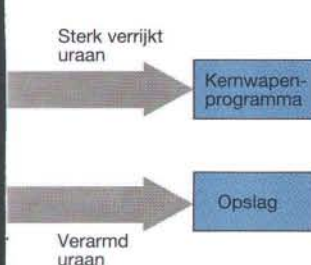 Sterk verrijkt
uraan
Kernwapen-
programma
Opslag
Verarmd
uraan